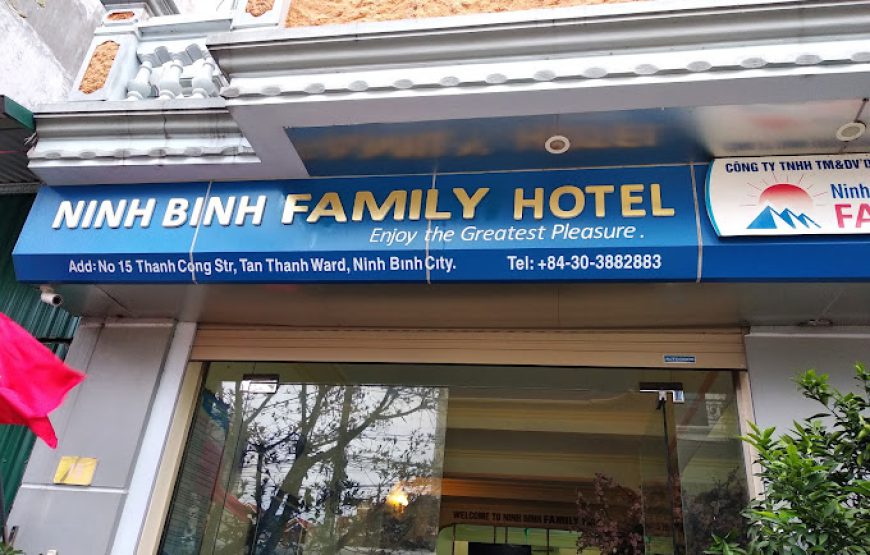 NINH BINH FAMILY HOTEL
Enjoy the Greatest Pleasure.
Add: No 15 Thanh Cong Str, Tan Thanh Ward, Ninh Binh City.
Tel: +84-30-3882883
CÔNG TY TNHH TM&DV
Ninh
FA
WELCOME TO NINH BINH FAMILY